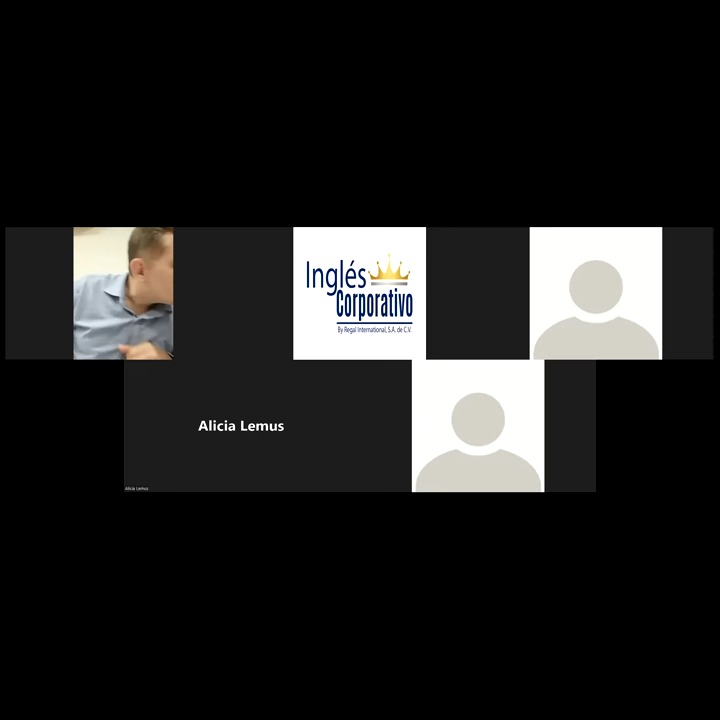 Inglés
Corporativo
By Regal International, S.A. de C.V.
Alicia Lemus
Alicia Lemus